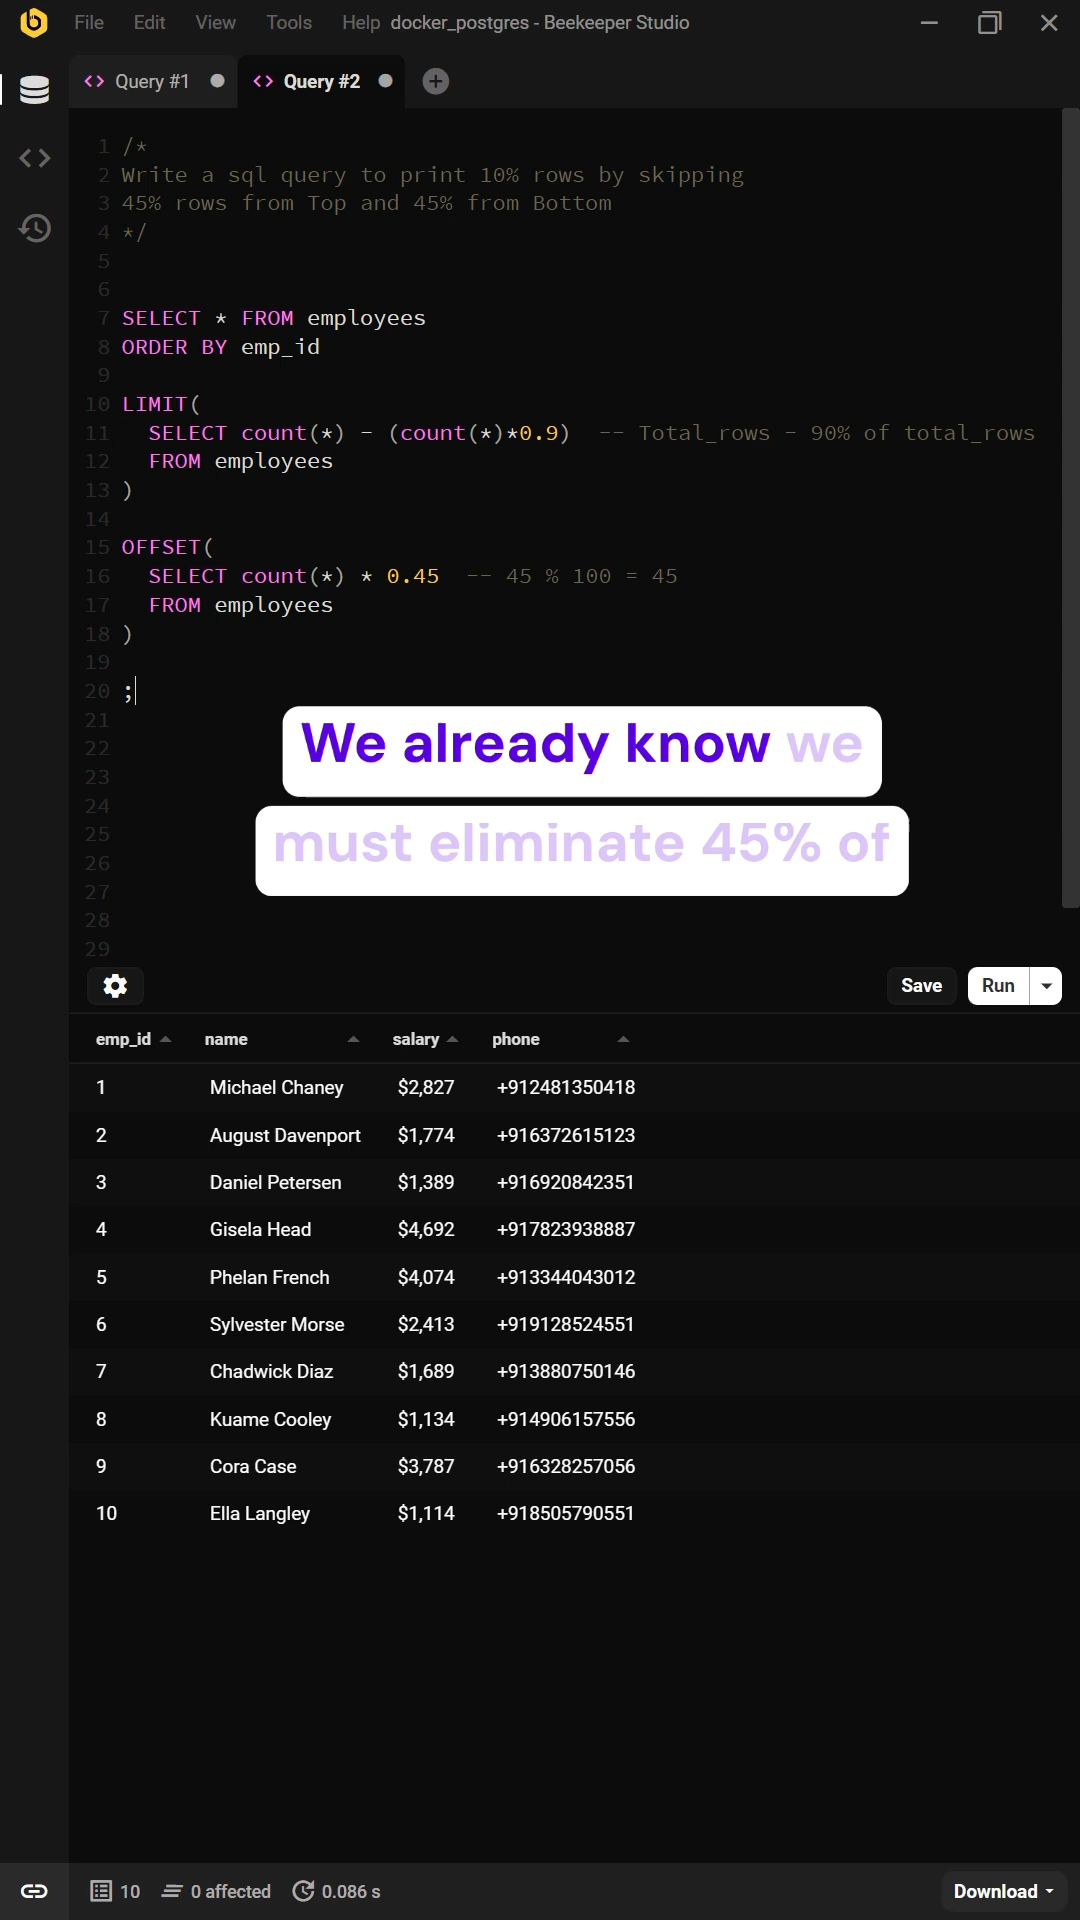 File Edit View Tools Help docker_postgres - Beekeeper Studio
Query #1 Query #2
1 /*
2 Write a sql query to print 10% rows by skipping
3 45% rows from Top and 45% from Bottom
4 */
5
6
7 SELECT * FROM employees
8 ORDER BY emp_id
9
10 LIMIT(
11 SELECT count(*) - (count(*)*0.9) -- Total_rows - 90% of total_rows
12 FROM employees
13 )
14
15 OFFSET(
16 SELECT count(*) * 0.45 -- 45 % 100 = 45
17 FROM employees
18 )
19
20 ;
21
We already know we
22
23
24
must eliminate 45% of
25
26
27
28
29
Save Run
emp_id name salary phone
1 Michael Chaney $2,827 +912481350418
2 August Davenport $1,774 +916372615123
3 Daniel Petersen $1,389 +916920842351
4 Gisela Head $4,692 +917823938887
5 Phelan French $4,074 +913344043012
6 Sylvester Morse $2,413 +919128524551
7 Chadwick Diaz $1,689 +913880750146
8 Kuame Cooley $1,134 +914906157556
9 Cora Case $3,787 +916328257056
10 Ella Langley $1,114 +918505790551
10 0 affected 0.086 s Download